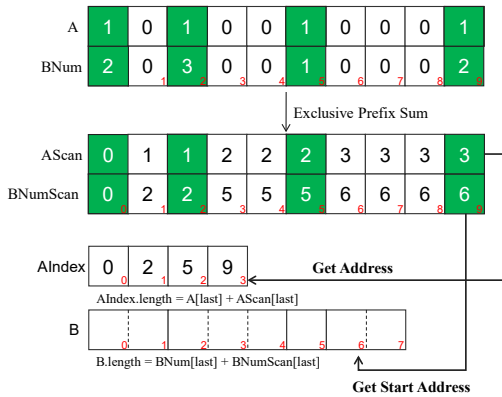 A 1 0 1 0 0 1 0 0 0 1
BNum 2 0 3 0 0 1 0 0 0 2
1 2 3 4 5 6 7 8 9
Exclusive Prefix Sum
AScan 0 1 1 2 2 2 3 3 3 3
BNumScan 0 2 2 5 5 5 6 6 6 6
0 1 2 3 4 5 6 7 8 9
AIndex 0 2 5 9
0 1 2 3
Get Address
AIndex.length = A[last] + AScan[last]
B
0 1 2 3 4 5 6 7
B.length = BNum[last] + BNumScan[last]
Get Start Address